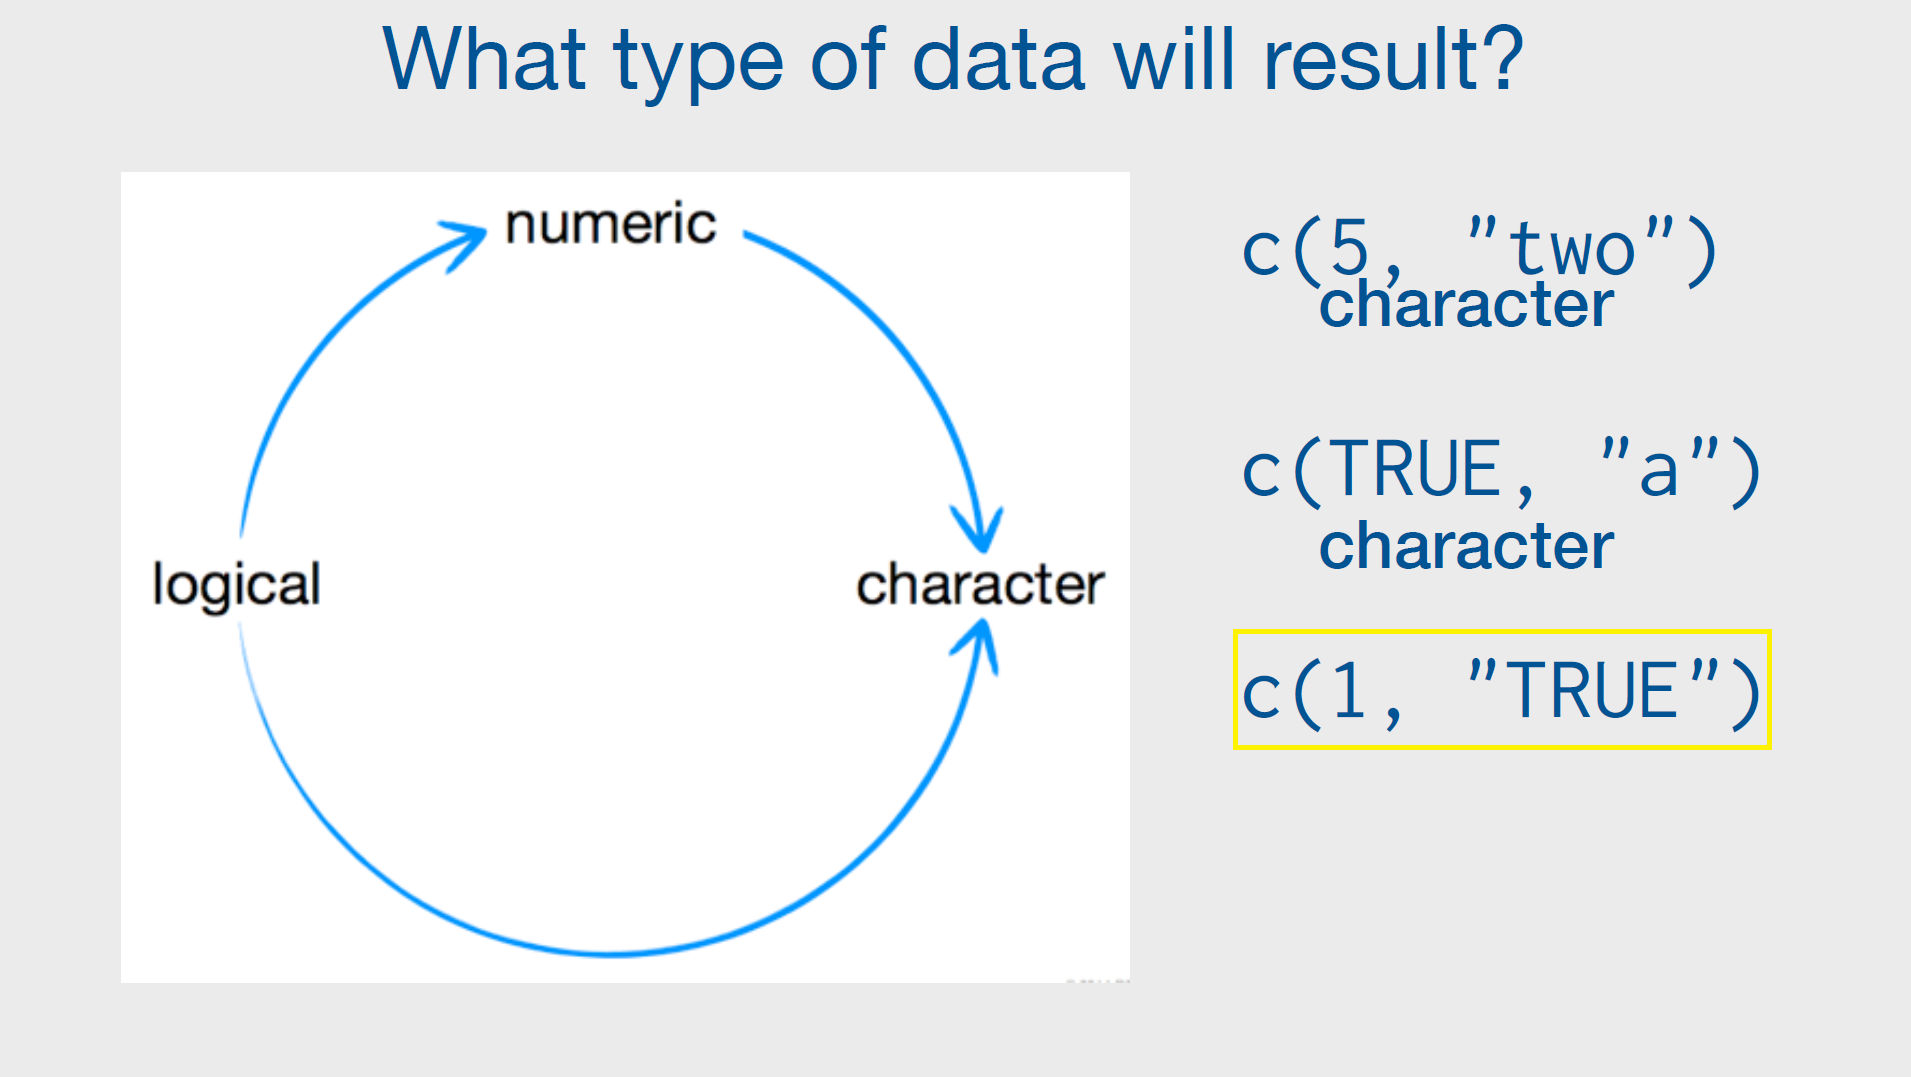 What type of data will result?
numeric
logical
character
c(5, "two")
character
c(TRUE, "a")
character
c(1, "TRUE")